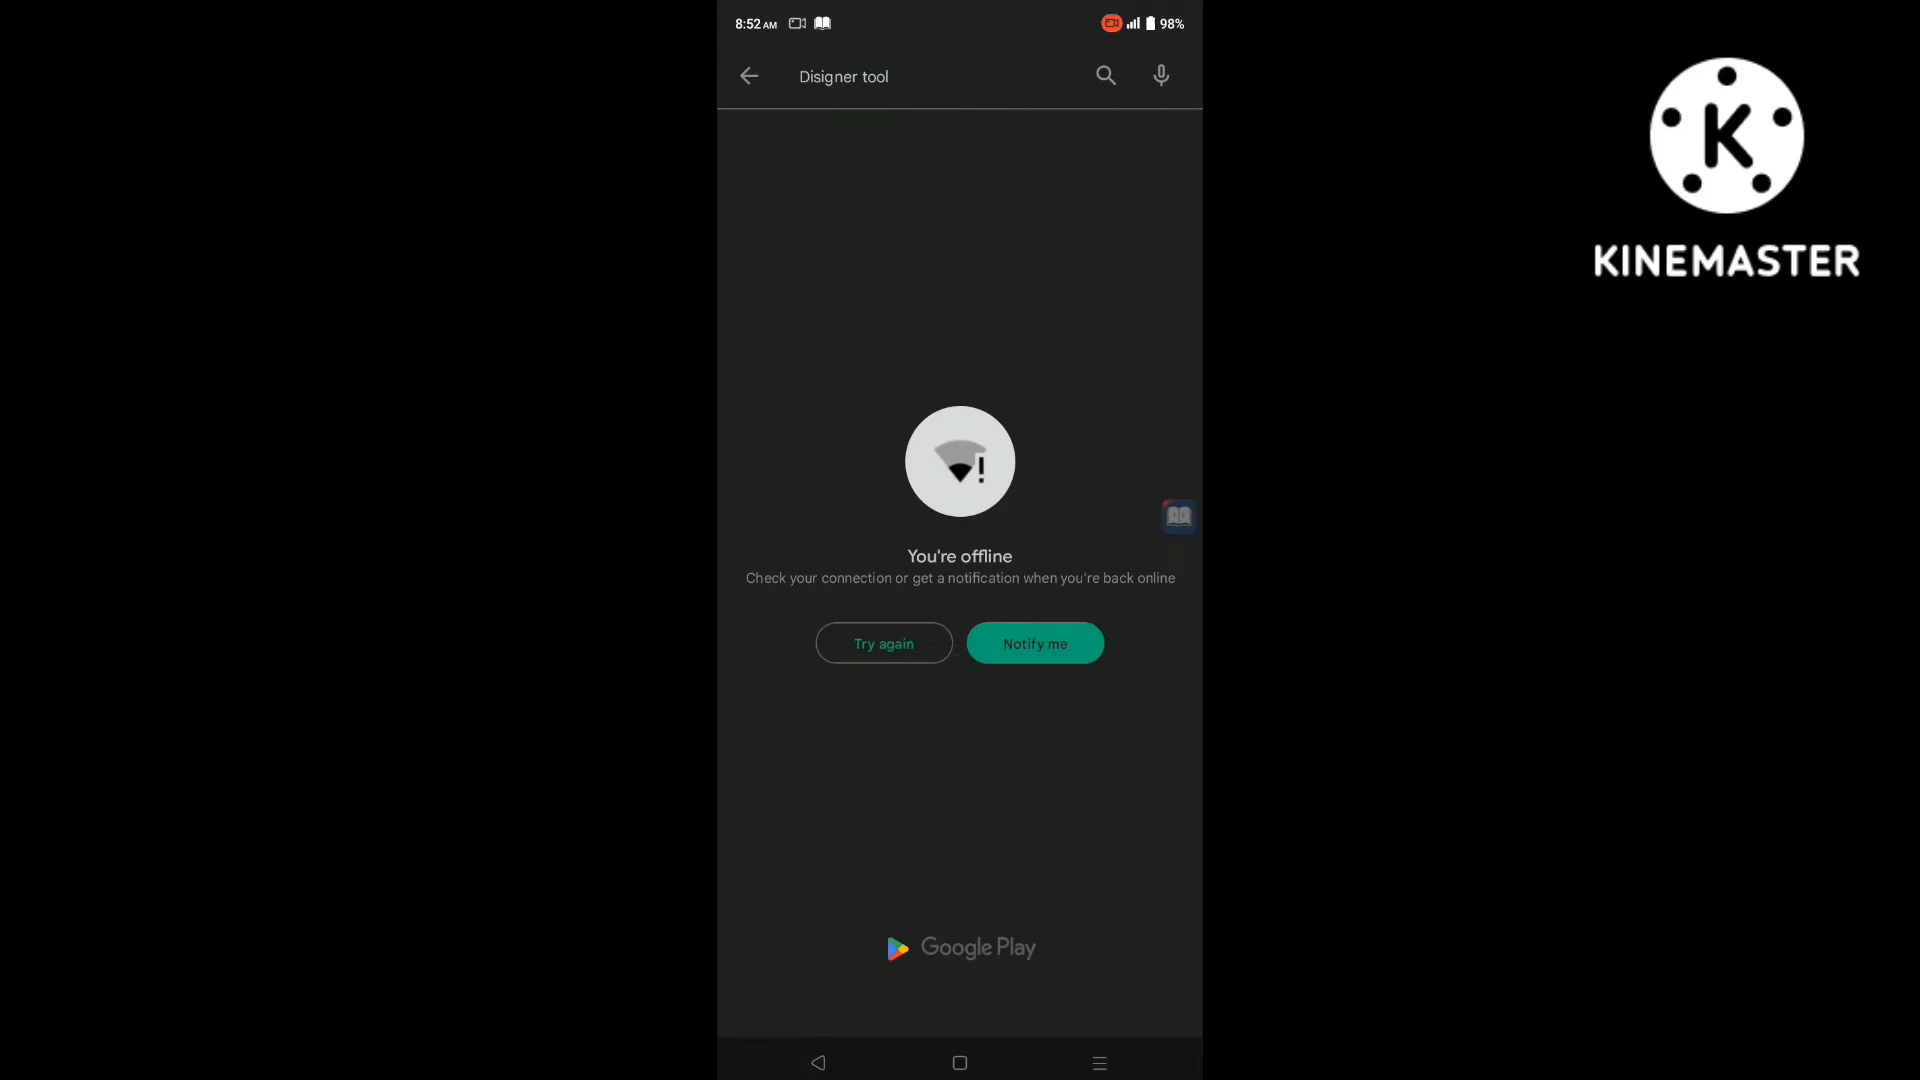 8:52 AM
98%
Disigner tool
K
KINEMASTER
You're offline
Check your connection or get a notification when you're back online
Try again
Notify me
Google Play